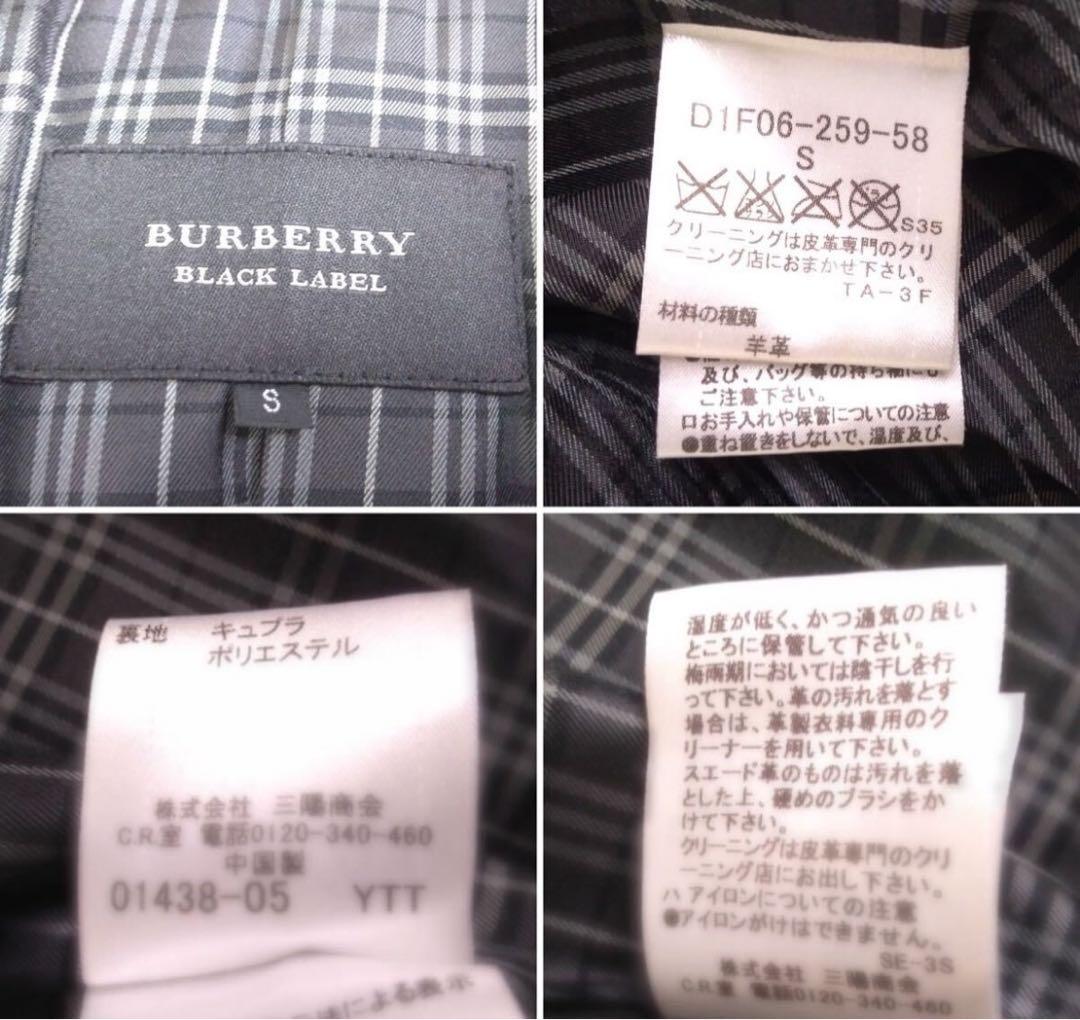 BURBERRY
BLACK LABEL
S
D1F06-259-58
S
S35
クリーニングは皮革専門のクリ
ーニング店におまかせ下さい。
TA-3F
材料の種類
羊革
及び、バッグ等の持ち
ご注意下さい。
ロお手入れや保管についての注意
●重ね置きをしないで、温度及び、
裏地 キュプラ
ポリエステル
株式会社 三陽商会
C.R.室 電話0120-340-460
中国製
01438-05 YTT
による表示
湿度が低く、かつ通気の良い
ところに保管して下さい。
梅雨期においては陰干しを行
って下さい。革の汚れを落とす
場合は、革製衣料専用のク
リーナーを用いて下さい。
スエード革のものは汚れを落
とした上、硬めのブラシをか
けて下さい。
クリーニングは皮革専門のクリ
ーニング店にお出し下さい。
ハ アイロンについての注意
●アイロンがけはできません。
SE-3S
株式会社 三陽商会
C.R.室 電話0120-340-460